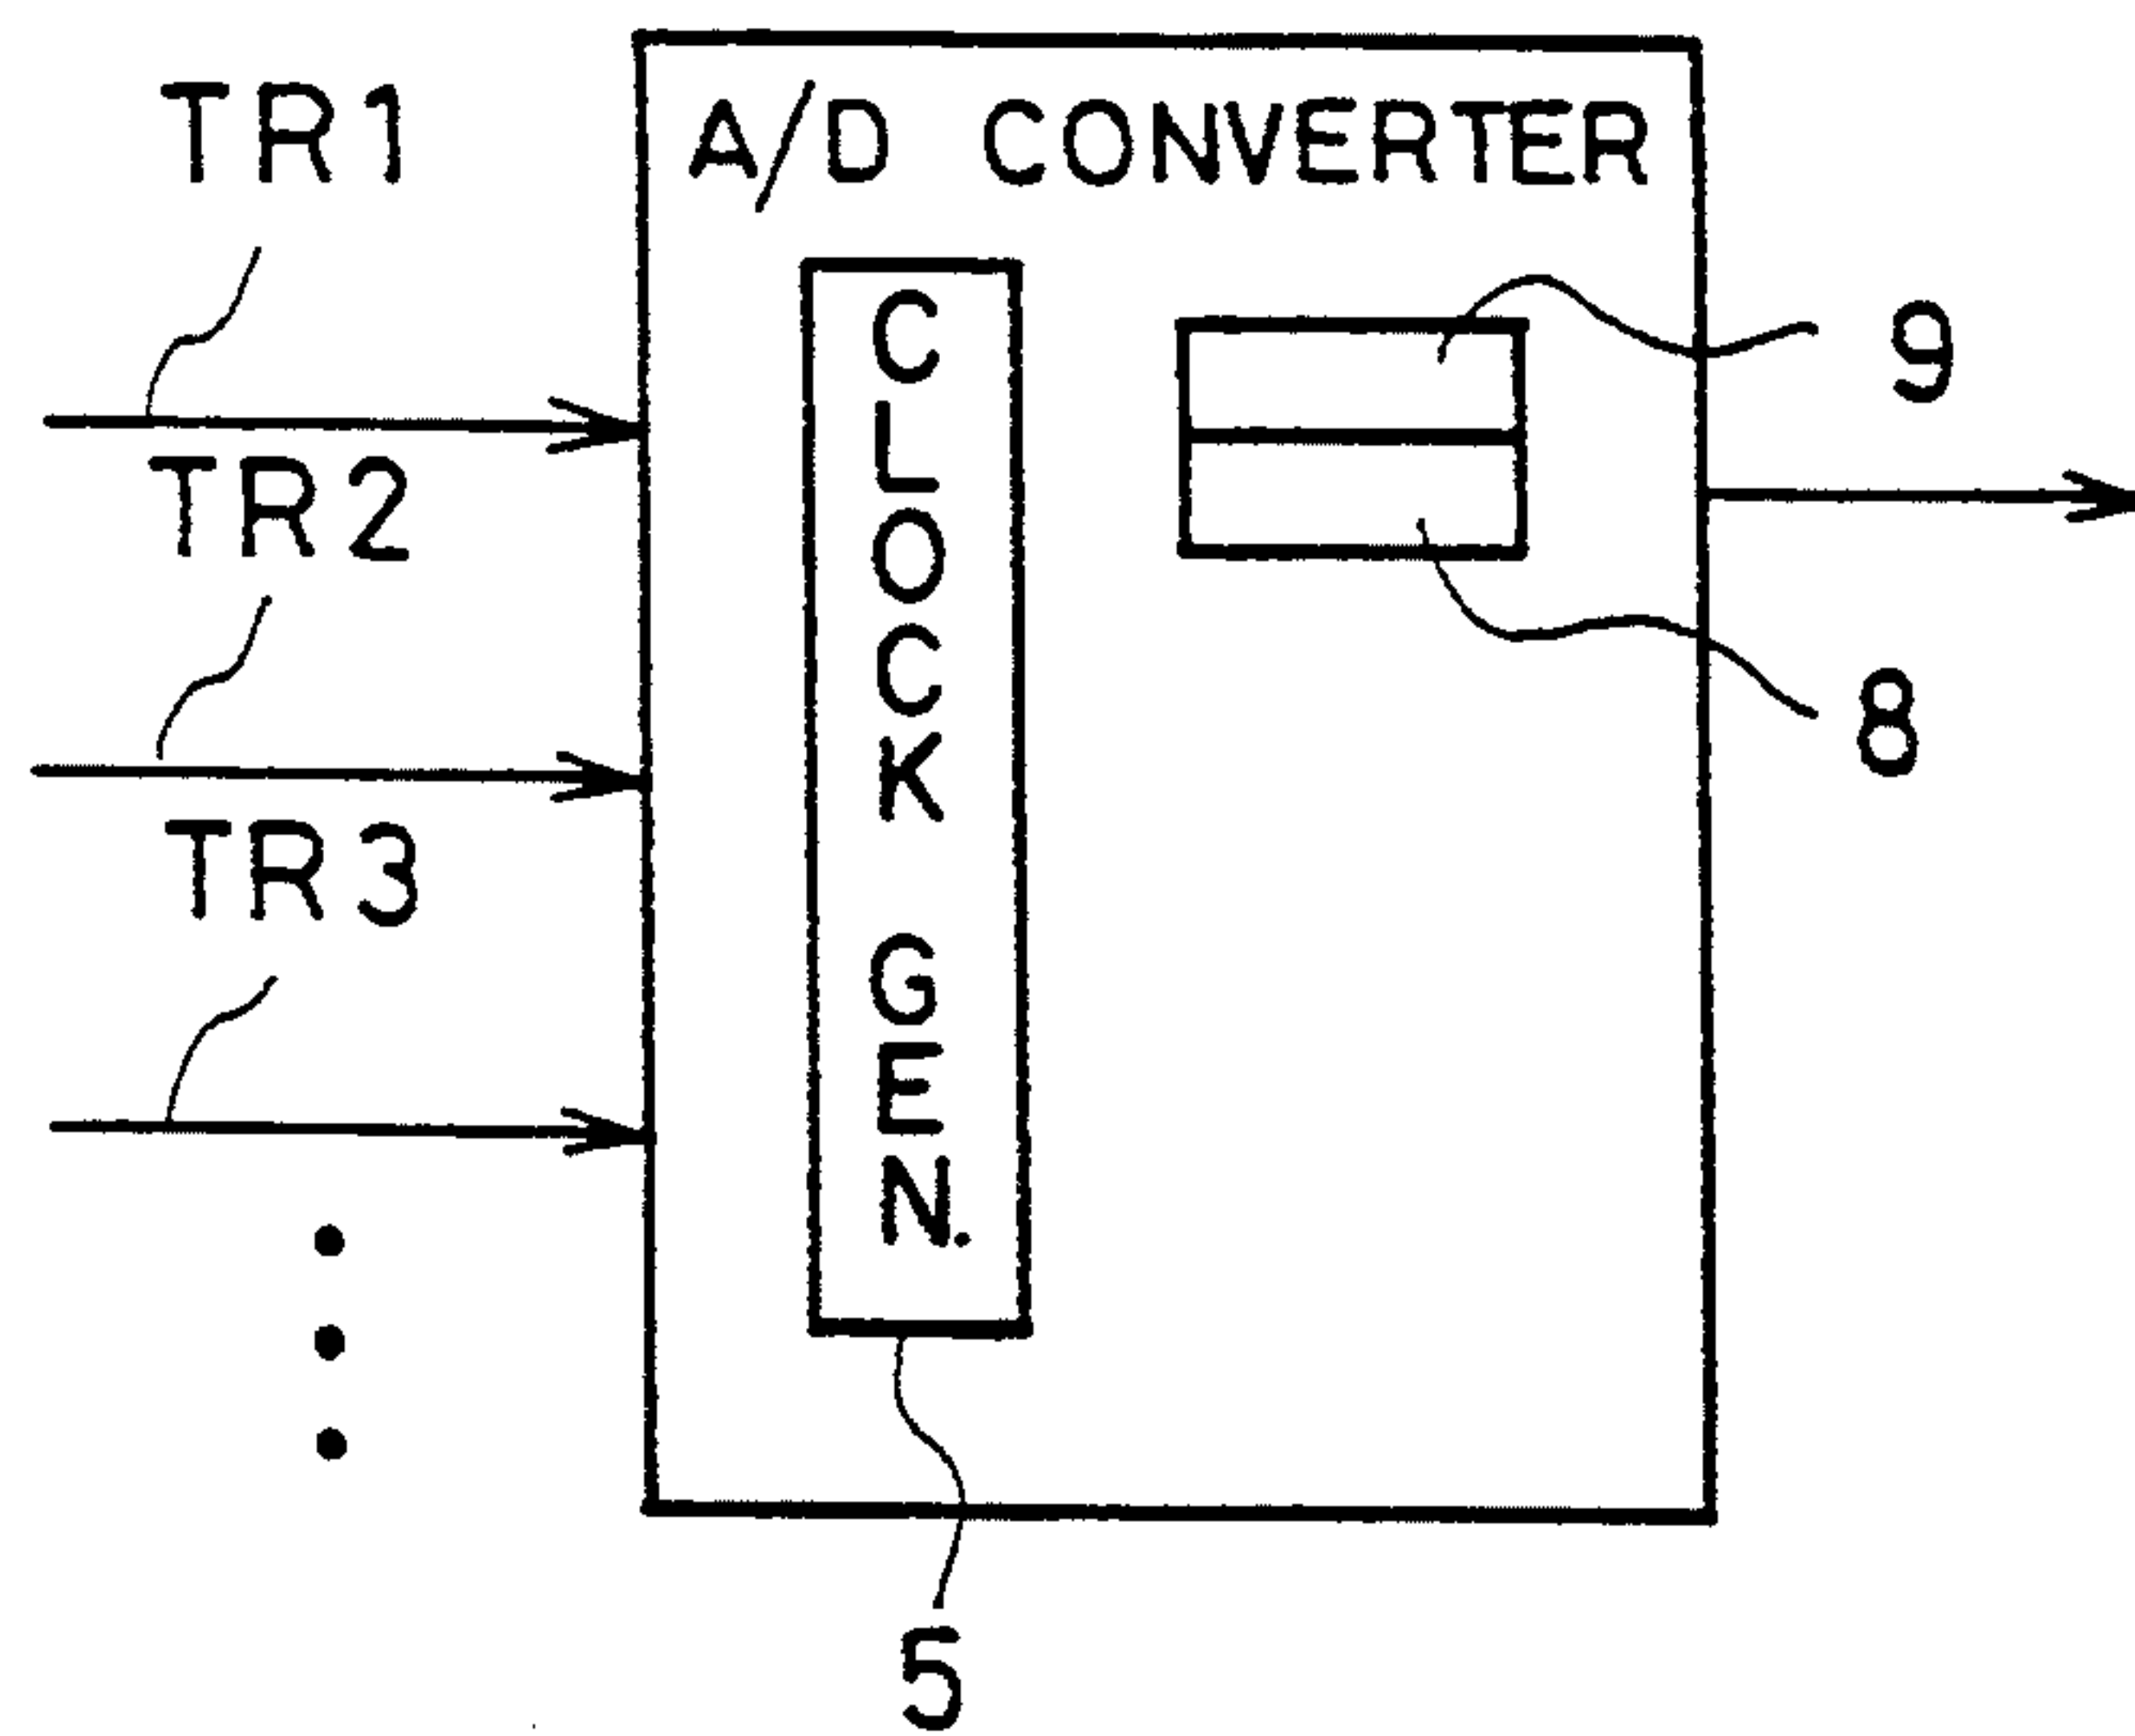 TR1
A/D CONVERTER
TR2
TR3
CLOCK GEN.
9
8
5